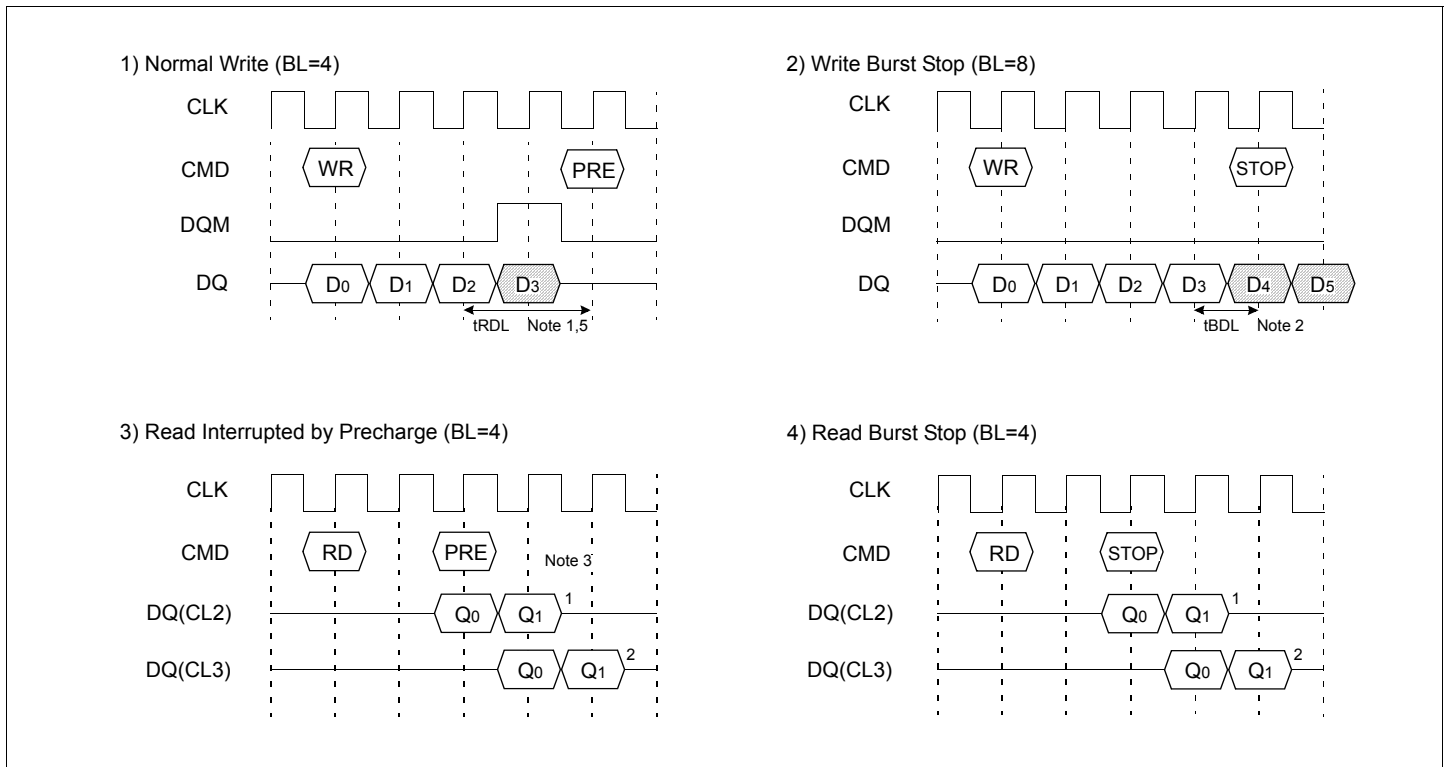 1) Normal Write (BL=4)
CLK
CMD
WR
PRE
DQM
DQ
D0
D1
D2
D3
tRDL
Note 1,5
2) Write Burst Stop (BL=8)
CLK
CMD
WR
STOP
DQM
DQ
D0
D1
D2
D3
D4
D5
tBDL
Note 2
3) Read Interrupted by Precharge (BL=4)
CLK
CMD
RD
PRE
Note 3
DQ(CL2)
Q0
Q1
1
DQ(CL3)
Q0
Q1
2
4) Read Burst Stop (BL=4)
CLK
CMD
RD
STOP
DQ(CL2)
Q0
Q1
1
DQ(CL3)
Q0
Q1
2